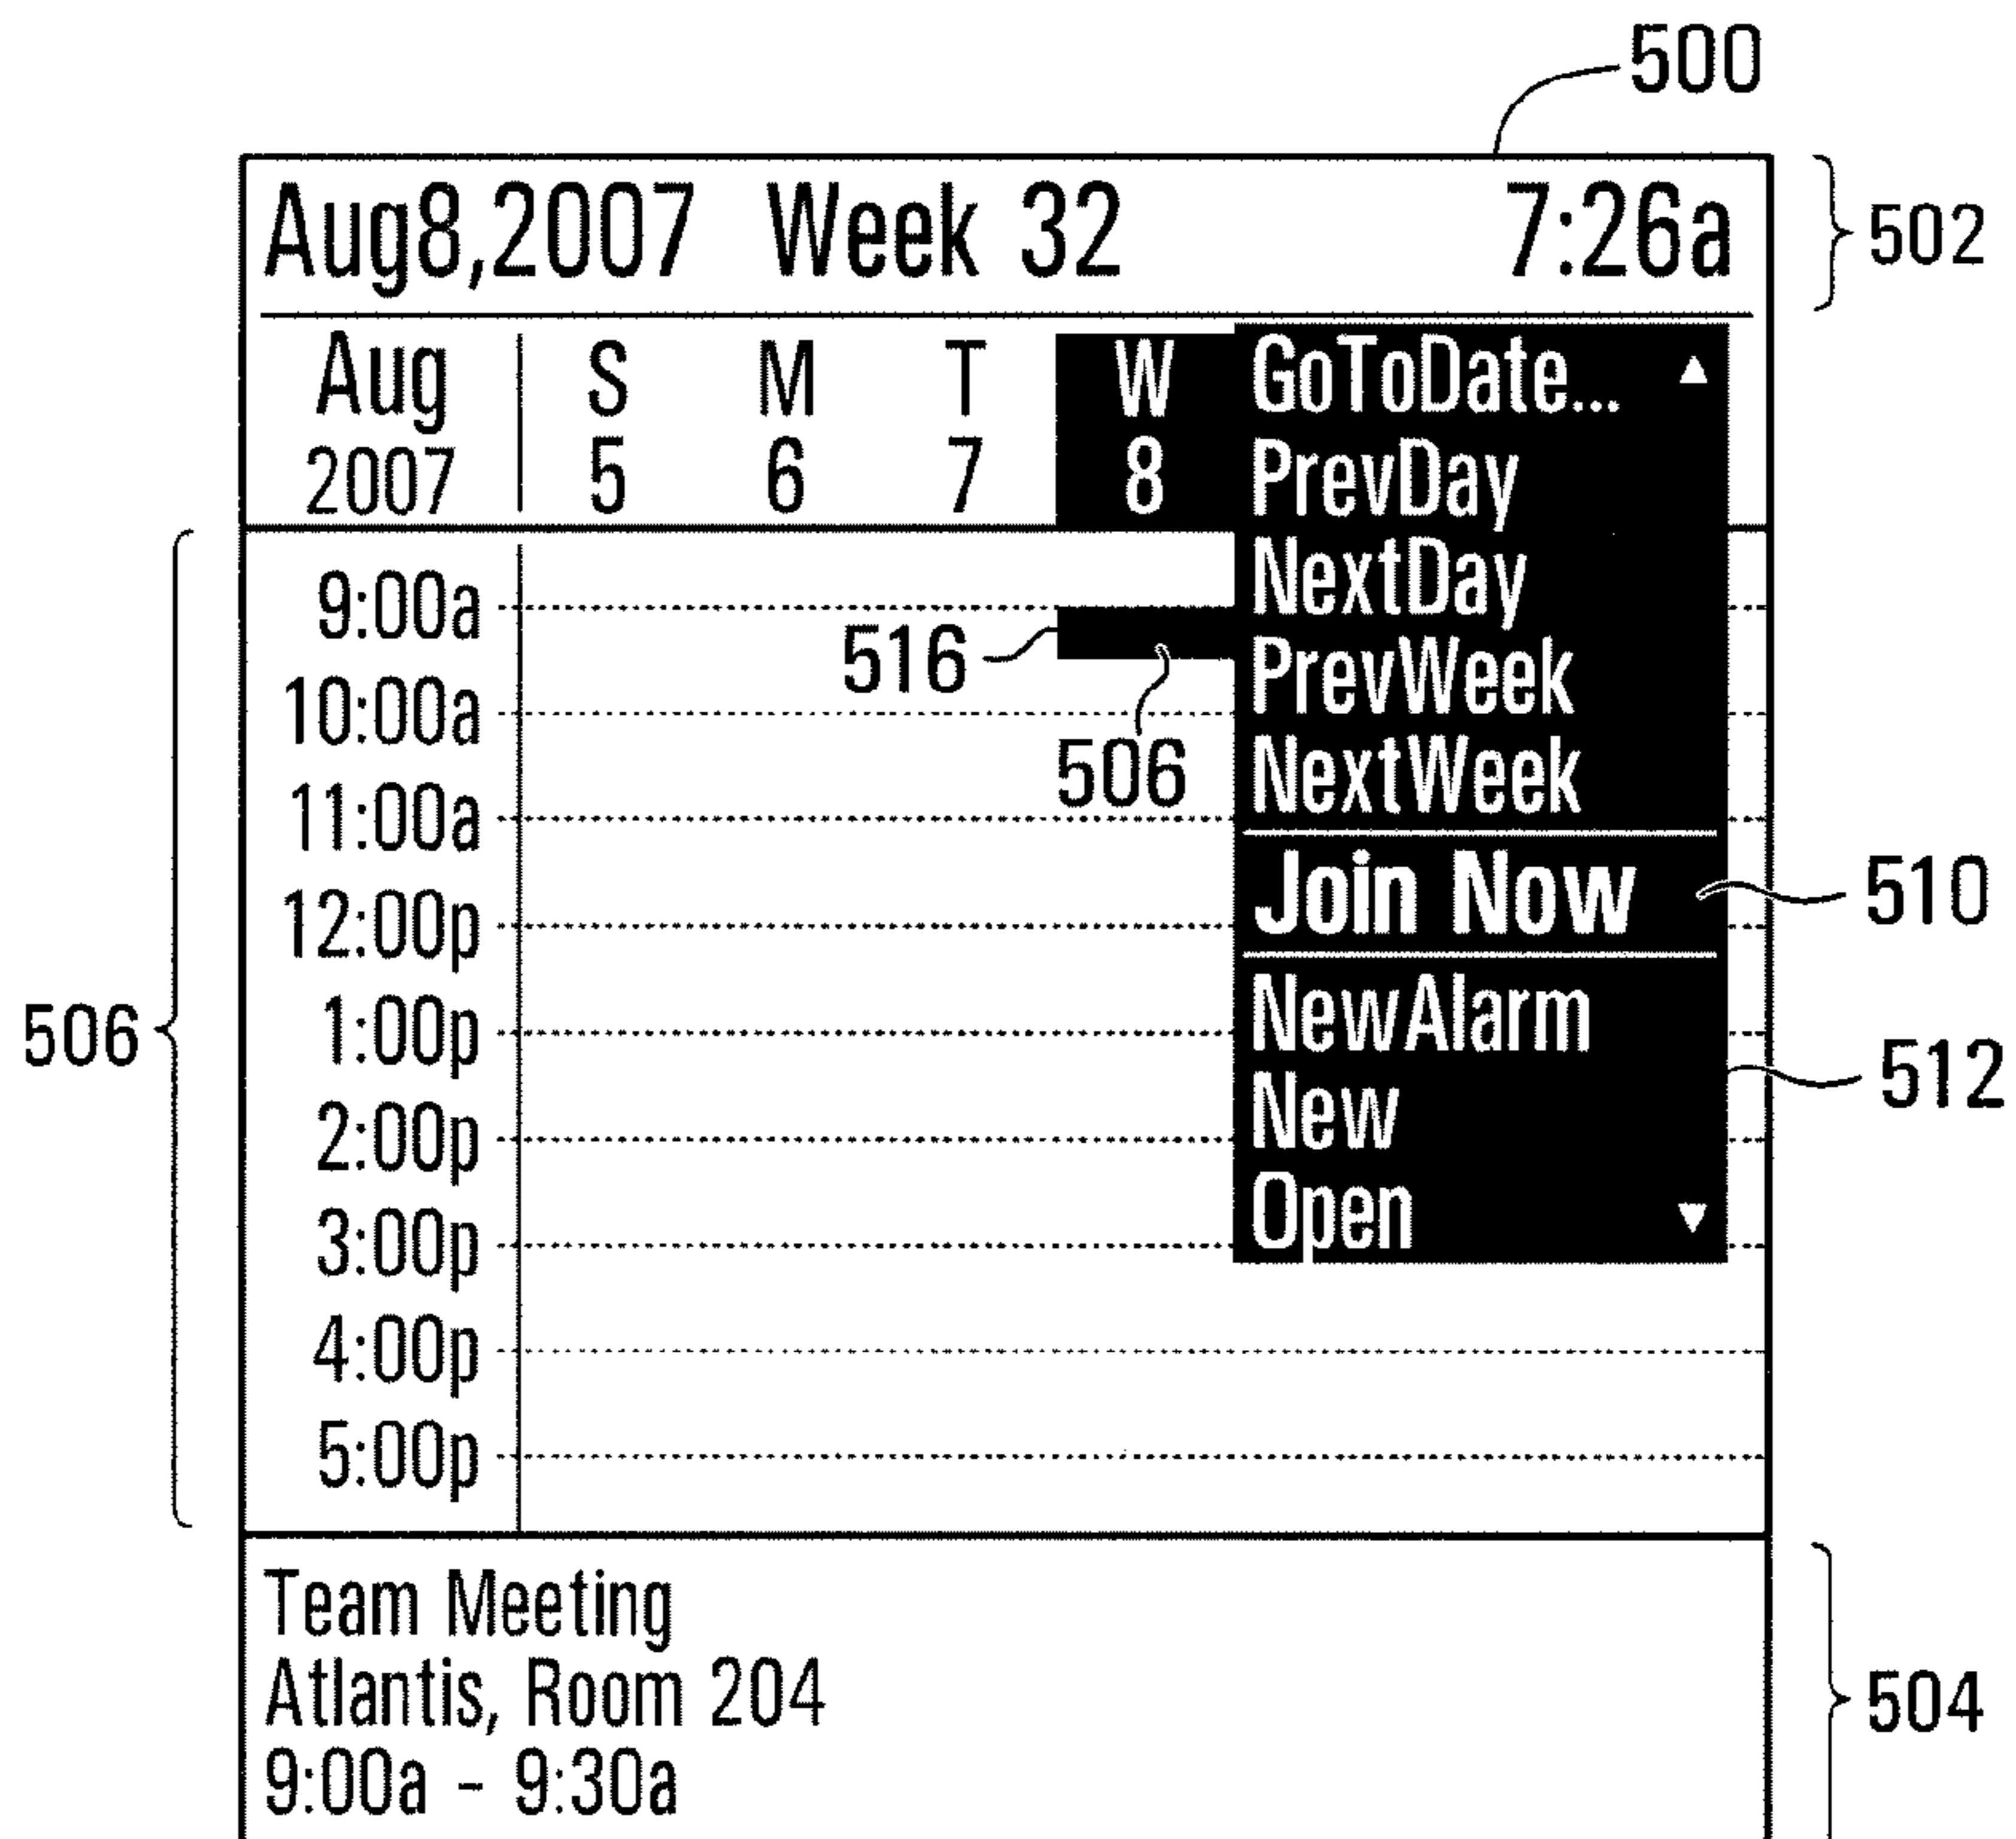 500
Aug8,2007 Week 32 7:26a
502
Aug S M T W
2007 5 6 7 8
GoToDate... ▲
PrevDay
NextDay
PrevWeek
NextWeek
Join Now
NewAlarm
New
Open ▼
510
512
516
506
9:00a
10:00a
11:00a
12:00p
1:00p
2:00p
3:00p
4:00p
5:00p
506
Team Meeting
Atlantis, Room 204
9:00a - 9:30a
504